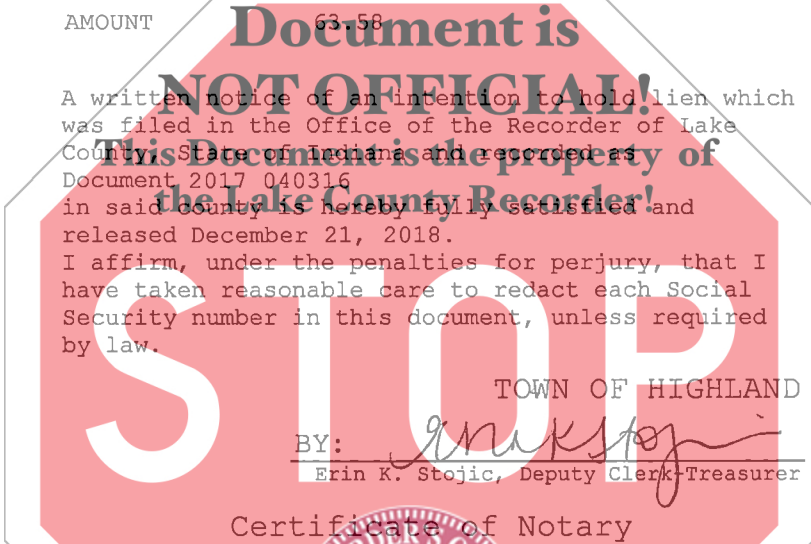 AMOUNT 63.58
Document is
NOT OFFICIAL!
A written notice of an intention to hold lien which
was filed in the Office of the Recorder of Lake
This Document is the property of
County, State of Indiana and recorded as
Document 2017 040316
the Lake County Recorder!
in said county is hereby fully satisfied and
released December 21, 2018.
I affirm, under the penalties for perjury, that I
have taken reasonable care to redact each Social
Security number in this document, unless required
by law.
STOP
TOWN OF HIGHLAND
BY: Erin K Stojic
Erin K. Stojic, Deputy Clerk-Treasurer
Certificate of Notary